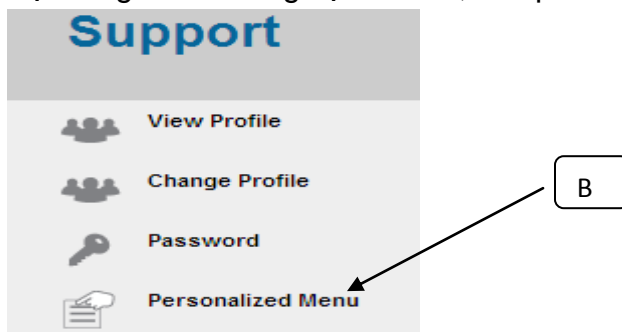 Support
View Profile
Change Profile
B
Password
Personalized Menu